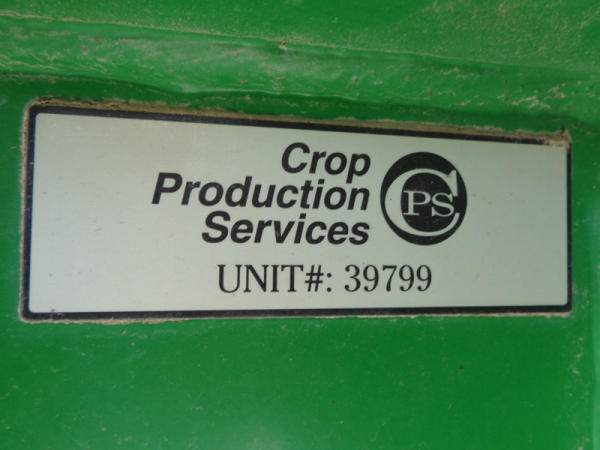 Crop
Production
Services
CPS
UNIT#: 39799